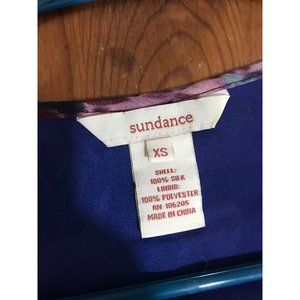 sundance
XS
SHELL:
100% SILK
LINING:
100% POLYESTER
RN 106205
MADE IN CHINA